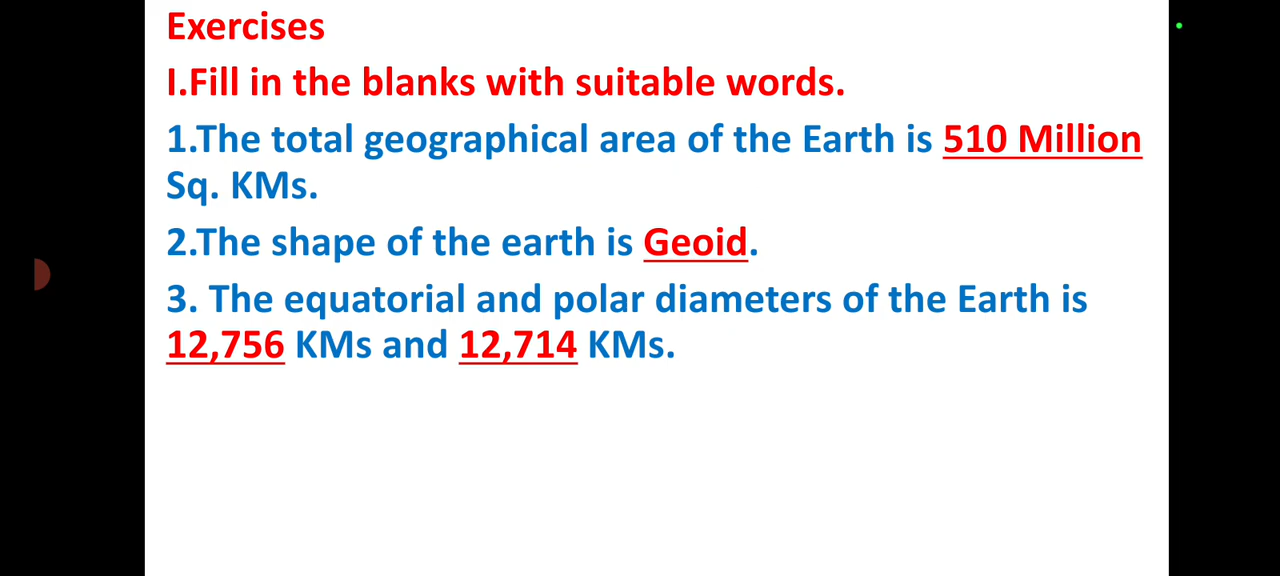 Exercises
I.Fill in the blanks with suitable words.
1.The total geographical area of the Earth is 510 Million
Sq. KMs.
2.The shape of the earth is Geoid.
3. The equatorial and polar diameters of the Earth is
12,756 KMs and 12,714 KMs.